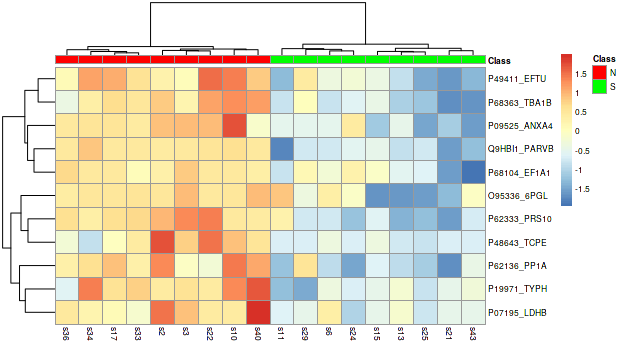 Class
P49411_EFTU
P68363_TBA1B
P09525_ANXA4
Q9HBI1_PARVB
P68104_EF1A1
O95336_6PGL
P62333_PRS10
P48643_TCPE
P62136_PP1A
P19971_TYPH
P07195_LDHB
s36 s34 s17 s33 s2 s3 s22 s10 s40 s11 s29 s6 s24 s15 s13 s25 s21 s43
1.5
1
0.5
0
-0.5
-1
-1.5
Class
N
S